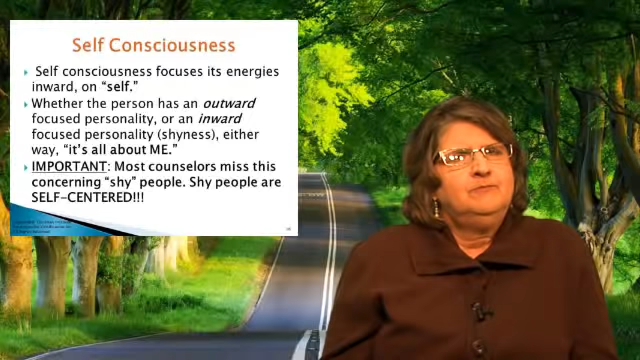 Self Consciousness
Self consciousness focuses its energies
inward, on “self.”
Whether the person has an outward
focused personality, or an inward
focused personality (shyness), either
way, “it’s all about ME.”
IMPORTANT: Most counselors miss this
concerning “shy” people. Shy people are
SELF-CENTERED!!!